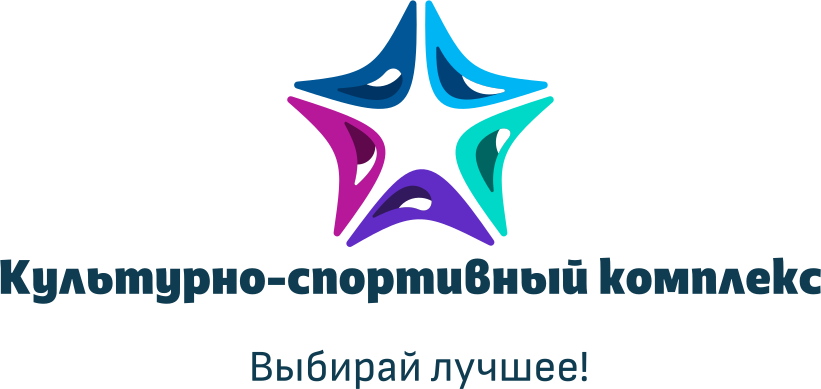 Культурно-спортивный комплекс
Выбирай лучшее!